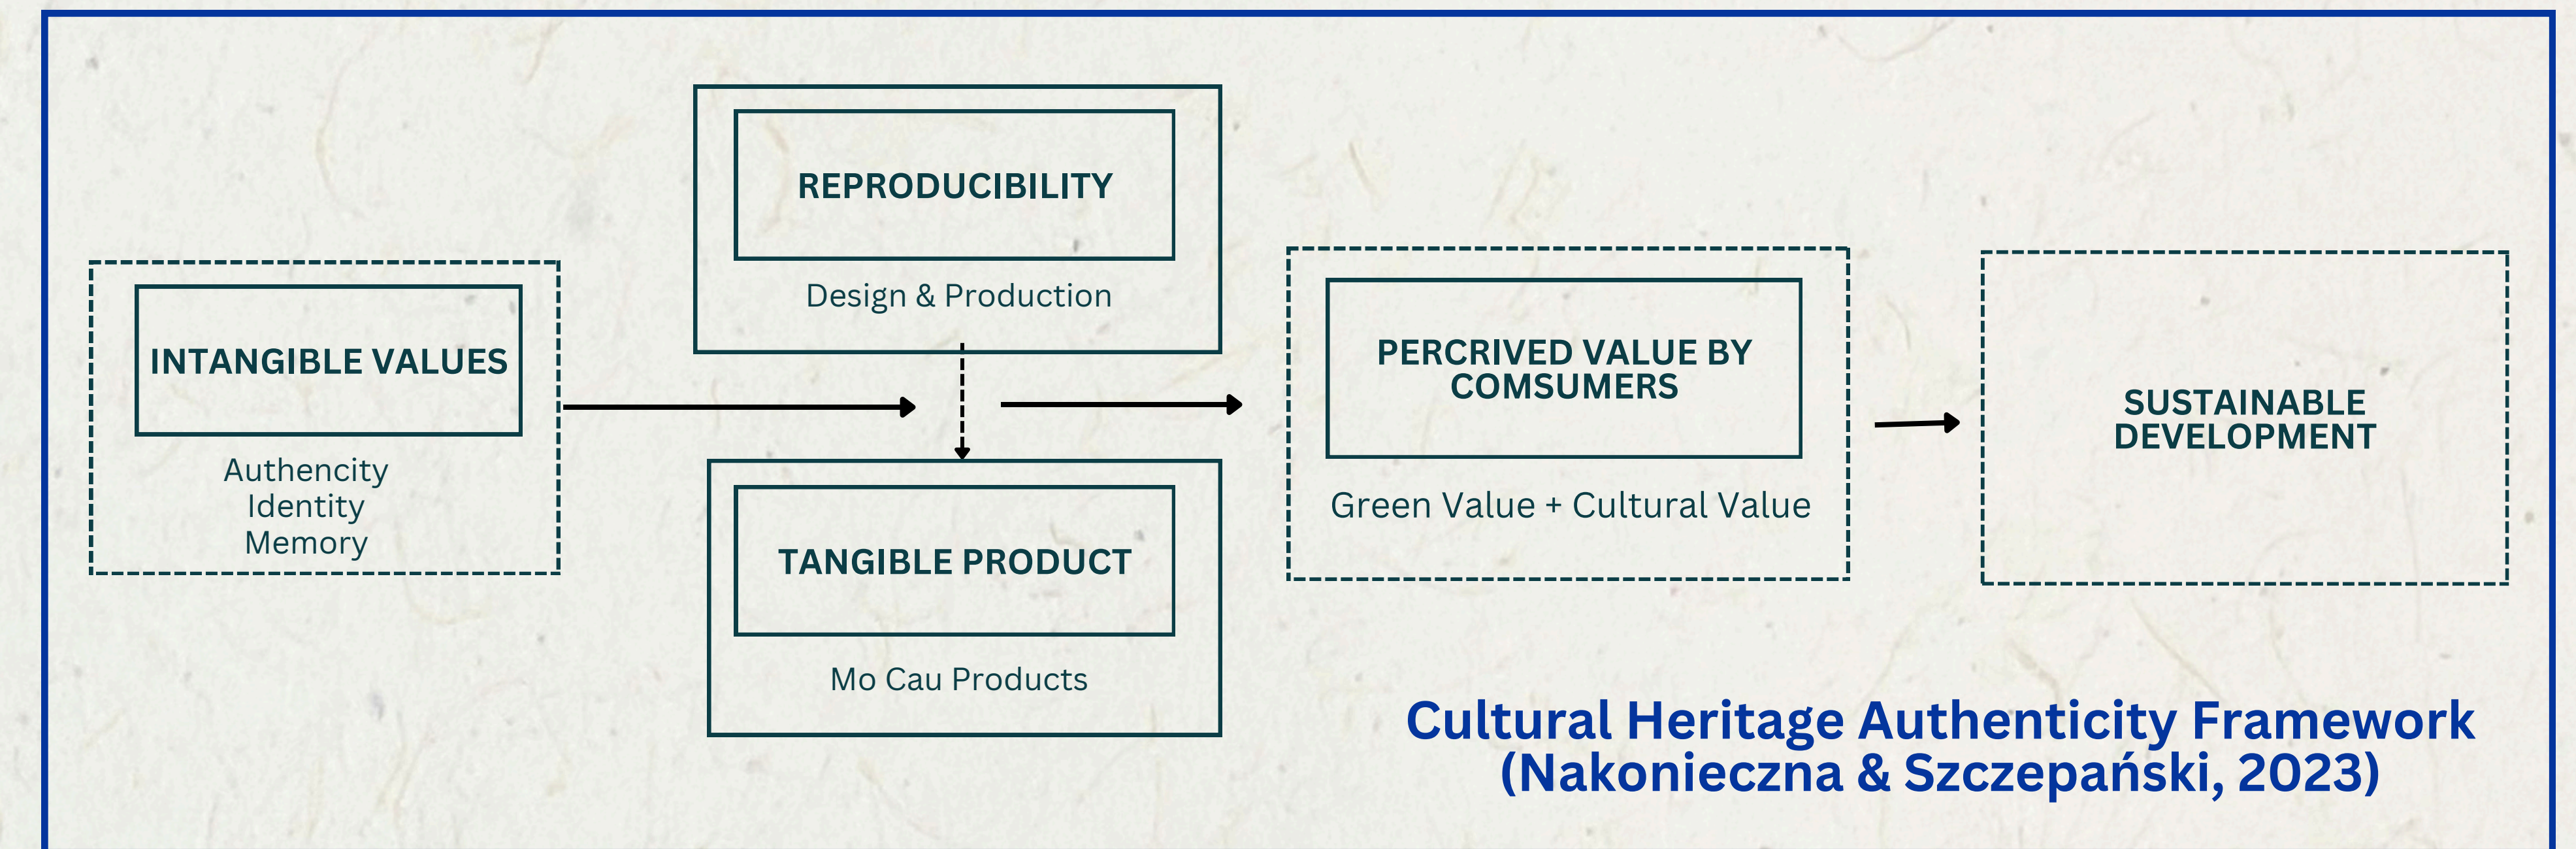 REPRODUCIBILITY
Design & Production
INTANGIBLE VALUES
Authencity
Identity
Memory
TANGIBLE PRODUCT
Mo Cau Products
PERCRIVED VALUE BY
COMSUMERS
Green Value + Cultural Value
SUSTAINABLE
DEVELOPMENT
Cultural Heritage Authenticity Framework
(Nakonieczna & Szczepański, 2023)